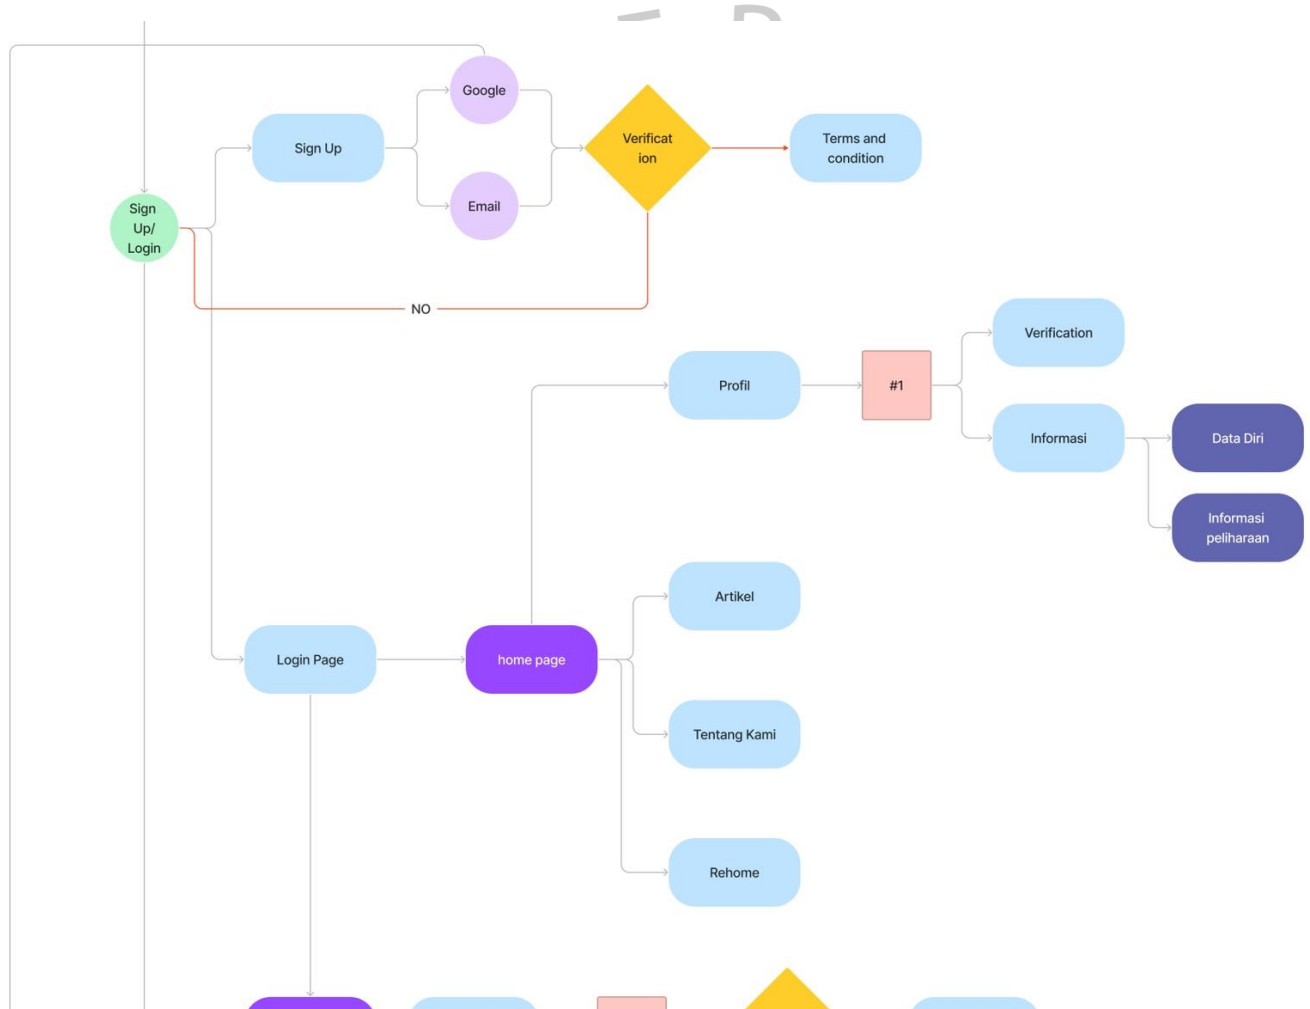 Google
Sign Up
Verificat
ion
Terms and
condition
Email
Sign
Up/
Login
NO
Verification
Profil
#1
Informasi
Data Diri
Informasi
peliharaan
Artikel
Login Page
home page
Tentang Kami
Rehome